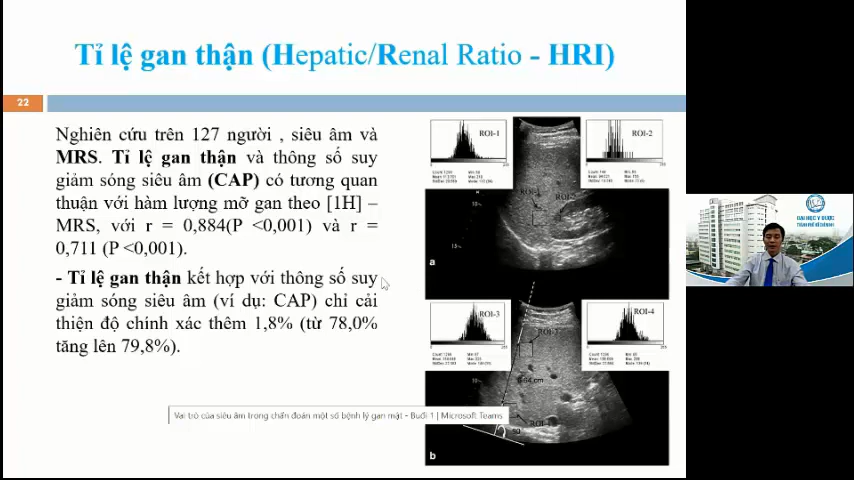 Tỉ lệ gan thận (Hepatic/Renal Ratio - HRI)
22
Nghiên cứu trên 127 người , siêu âm và
MRS. Tỉ lệ gan thận và thông số suy
giảm sóng siêu âm (CAP) có tương quan
thuận với hàm lượng mỡ gan theo [1H] –
MRS, với r = 0,884(P <0,001) và r =
0,711 (P <0,001).
- Tỉ lệ gan thận kết hợp với thông số suy
giảm sóng siêu âm (ví dụ: CAP) chỉ cải
thiện độ chính xác thêm 1,8% (từ 78,0%
tăng lên 79,8%).
ROI-1
ROI-2
a
ROI-3
ROI-4
b
Vai trò của siêu âm trong chẩn đoán một số bệnh lý gan mật - Buổi 1 | Microsoft Teams
ĐẠI HỌC Y DƯỢC